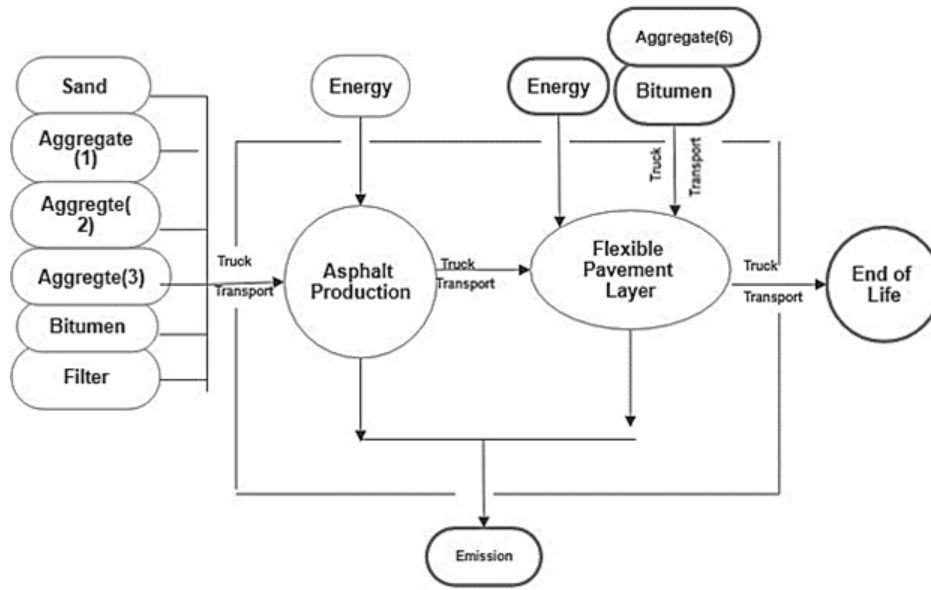 Aggregate(6)
Sand
Energy
Energy
Bitumen
Aggregate
(1)
Truck
Transport
Aggregte(
2)
Aggregte(3)
Truck
Transport
Asphalt
Production
Truck
Transport
Flexible
Pavement
Layer
Truck
Transport
End of
Life
Bitumen
Filter
Emission